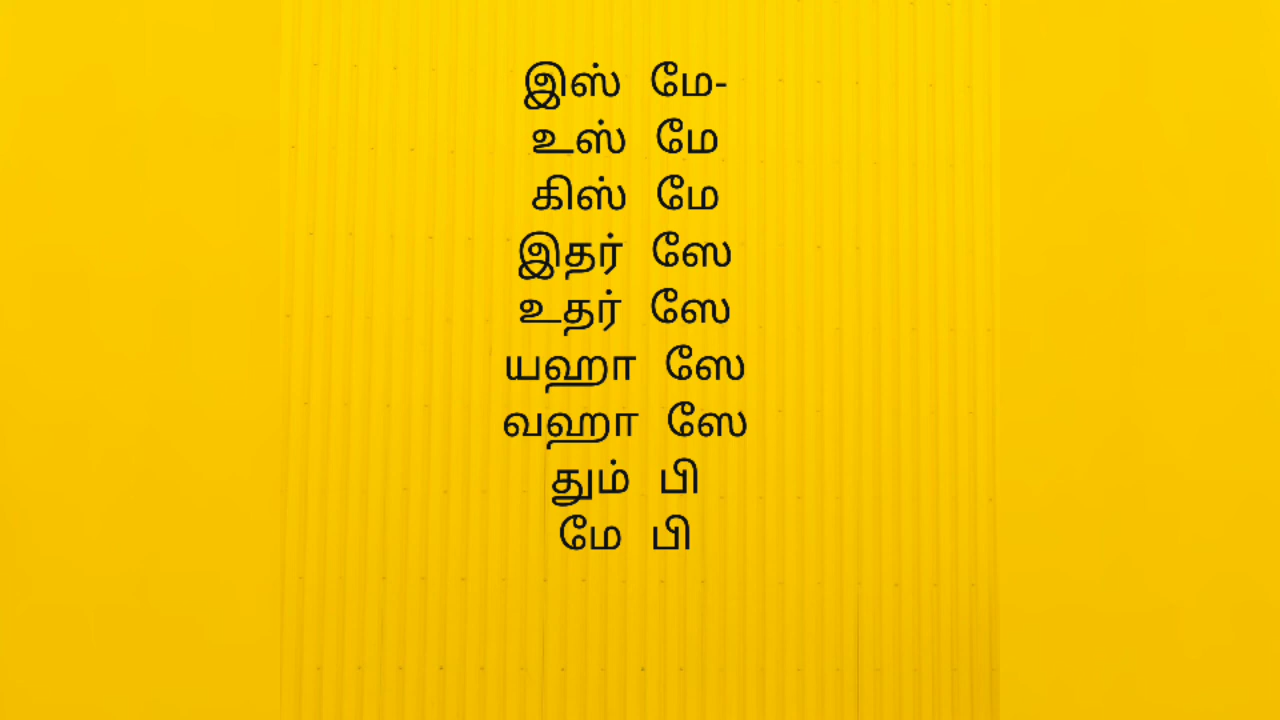 இஸ் மே-
உஸ் மே
கிஸ் மே
இதர் ஸே
உதர் ஸே
யஹா ஸே
வஹா ஸே
தும் பி
மே பி